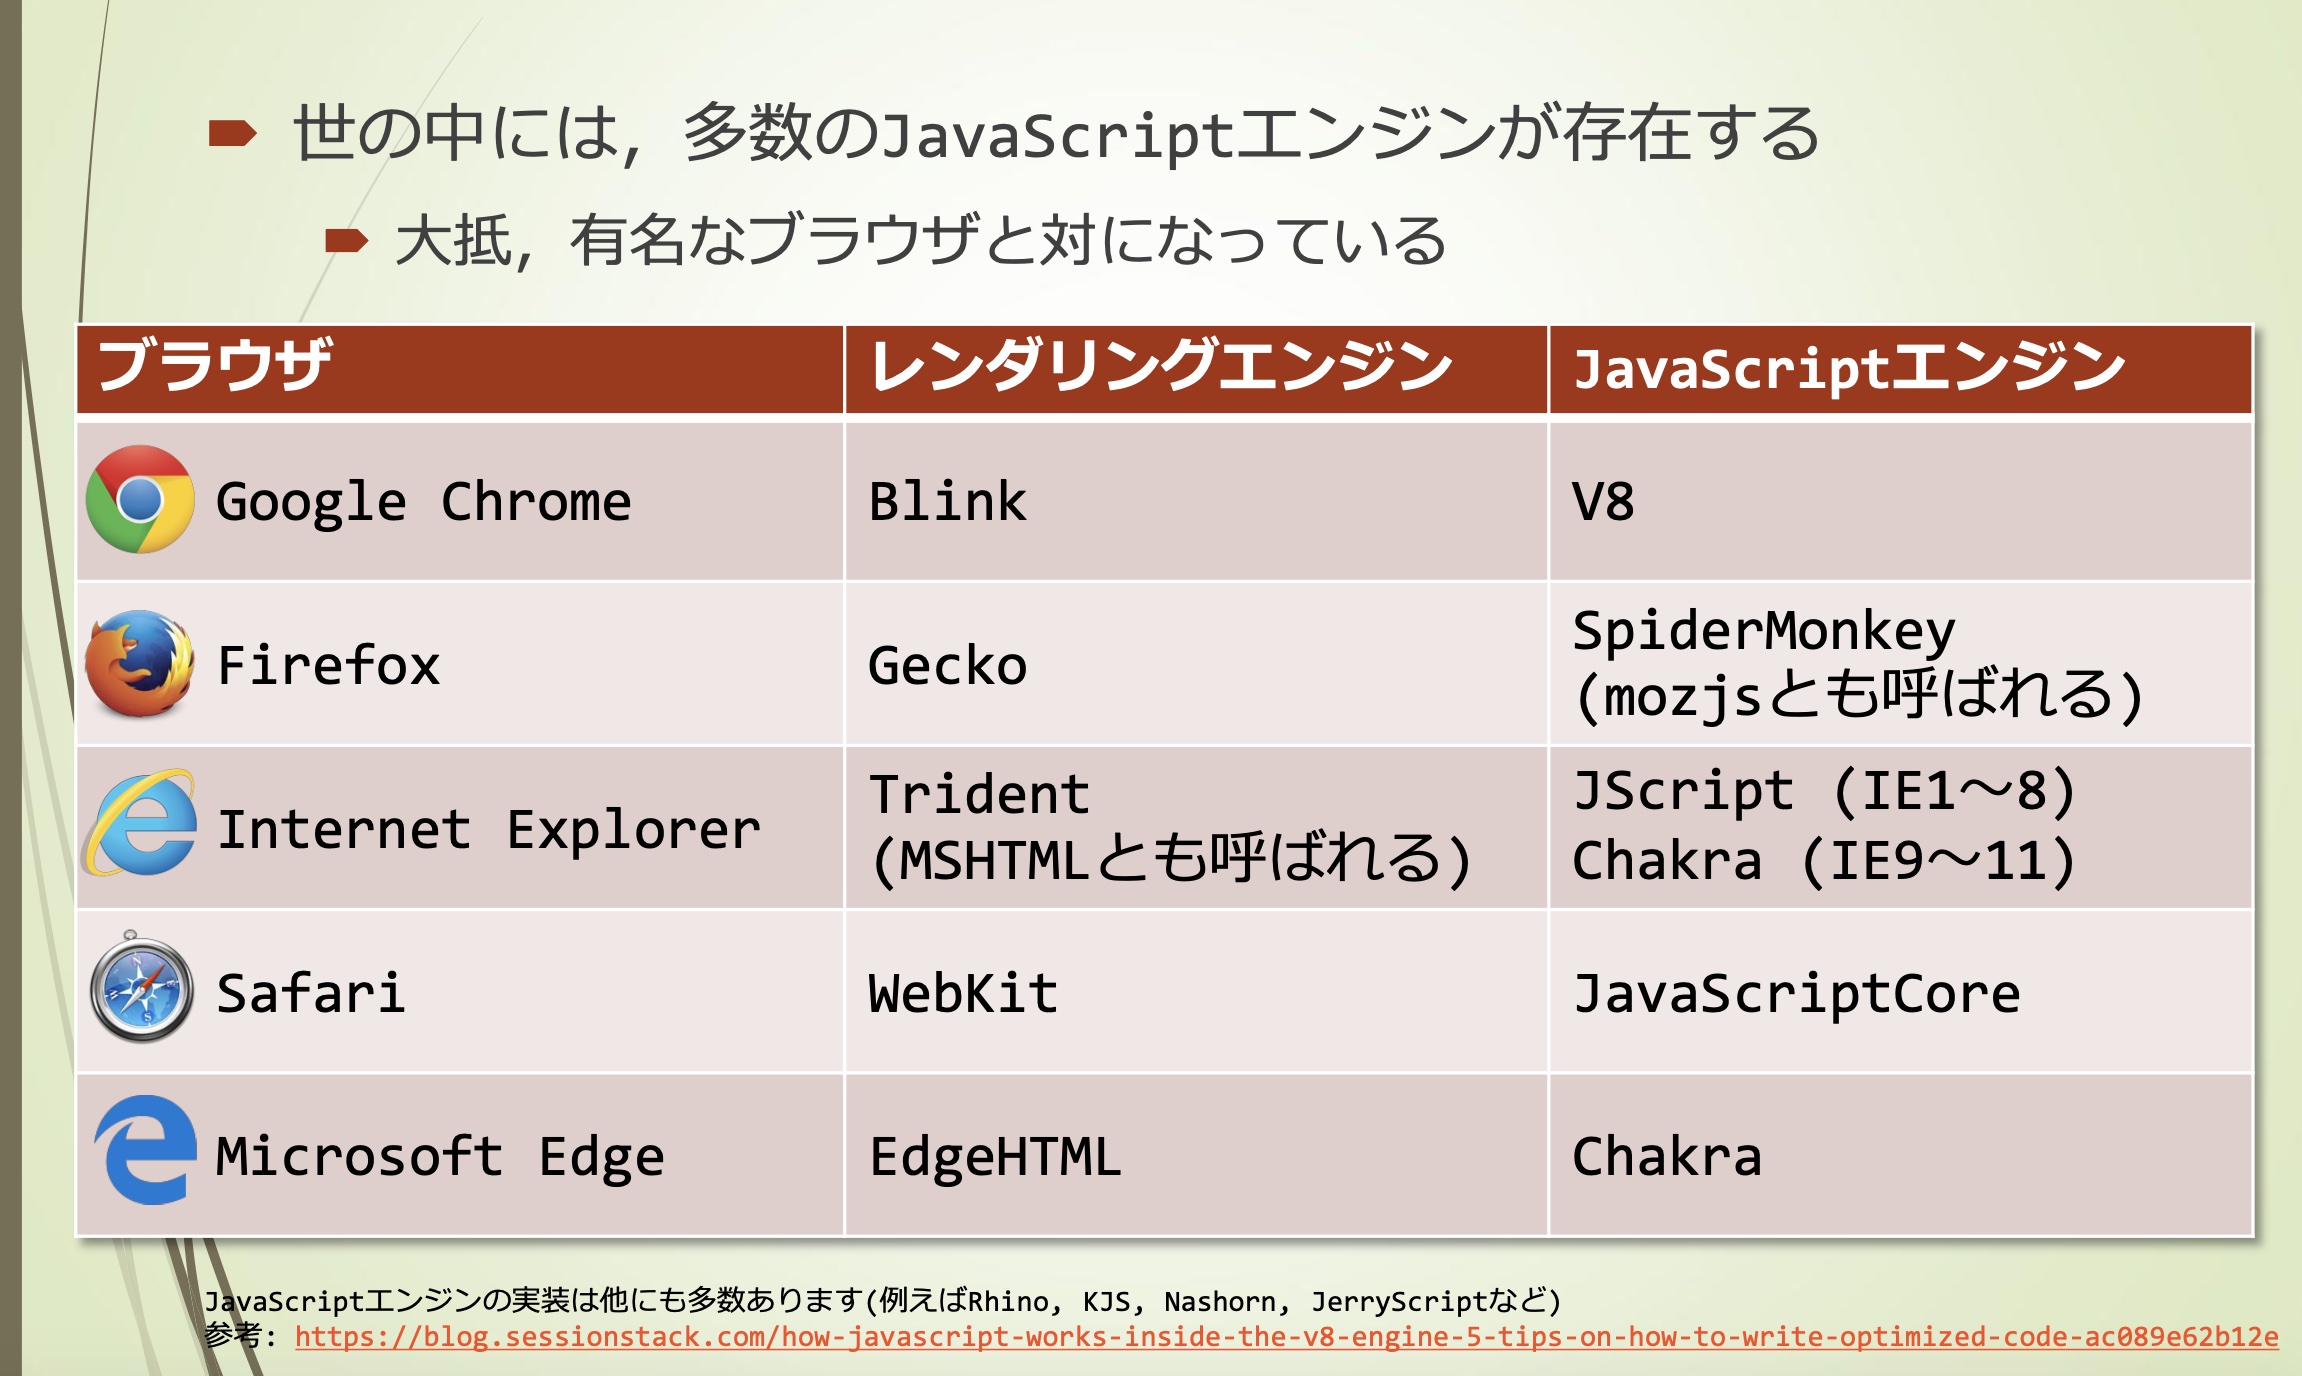 世の中には，多数のJavaScriptエンジンが存在する
大抵，有名なブラウザと対になっている
ブラウザ レンダリングエンジン JavaScriptエンジン
Google Chrome Blink V8
Firefox Gecko SpiderMonkey
(mozjsとも呼ばれる)
Internet Explorer Trident
(MSHTMLとも呼ばれる)
JScript (IE1～8)
Chakra (IE9～11)
Safari WebKit JavaScriptCore
Microsoft Edge EdgeHTML Chakra
JavaScriptエンジンの実装は他にも多数あります(例えばRhino, KJS, Nashorn, JerryScriptなど)
参考: https://blog.sessionstack.com/how-javascript-works-inside-the-v8-engine-5-tips-on-how-to-write-optimized-code-ac089e62b12e